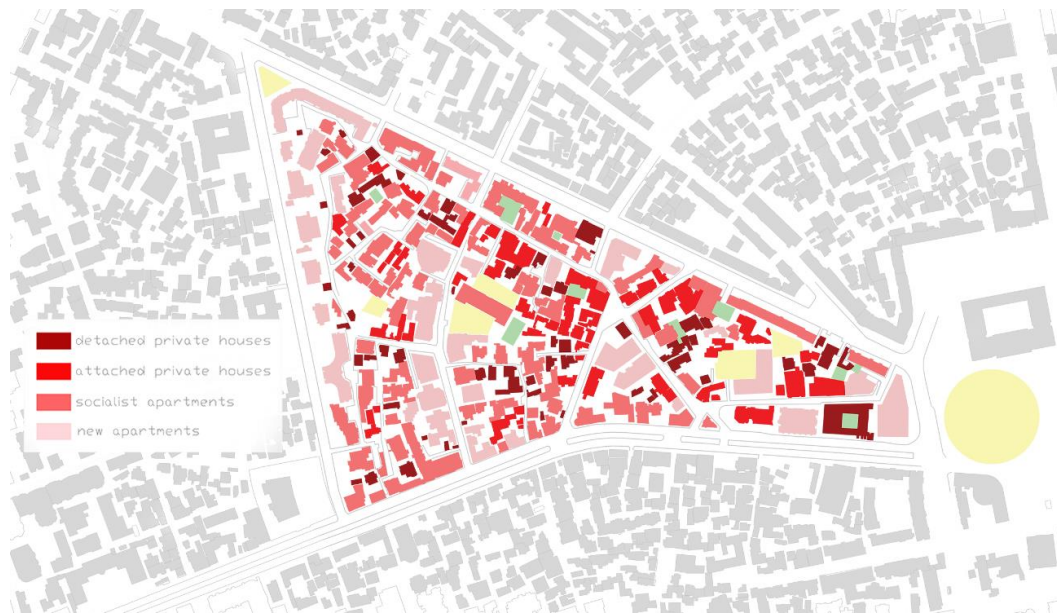 detached private houses
attached private houses
socialist apartments
new apartments